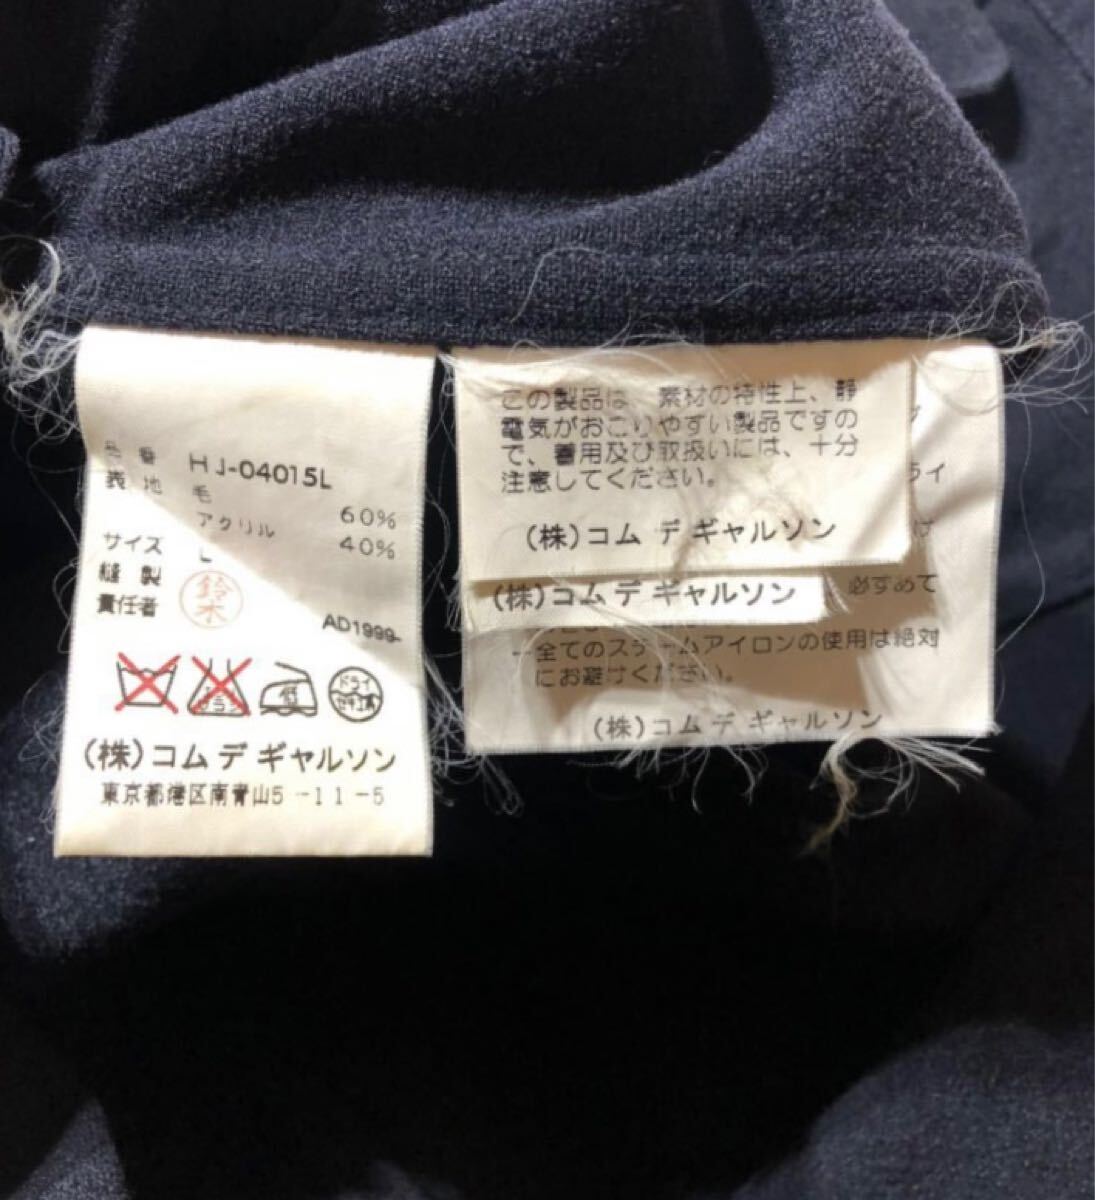 品 番 HJ-04015L
表 地 毛 60%
アクリル 40%
サイズ L
縫 製 鈴木
責任者
AD1999
ドライ
セキユ系
(株)コム デ ギャルソン
東京都港区南青山5-11-5
この製品は、素材の特性上、静
電気がおこりやすい製品ですの
で、着用及び取扱いには、十分
注意してください。
(株)コム デ ギャルソン
ライ
は
(株)コム デ ギャルソン
必ずめて
全てのスチームアイロンの使用は絶対
にお避けください。
(株)コム デ ギャルソン